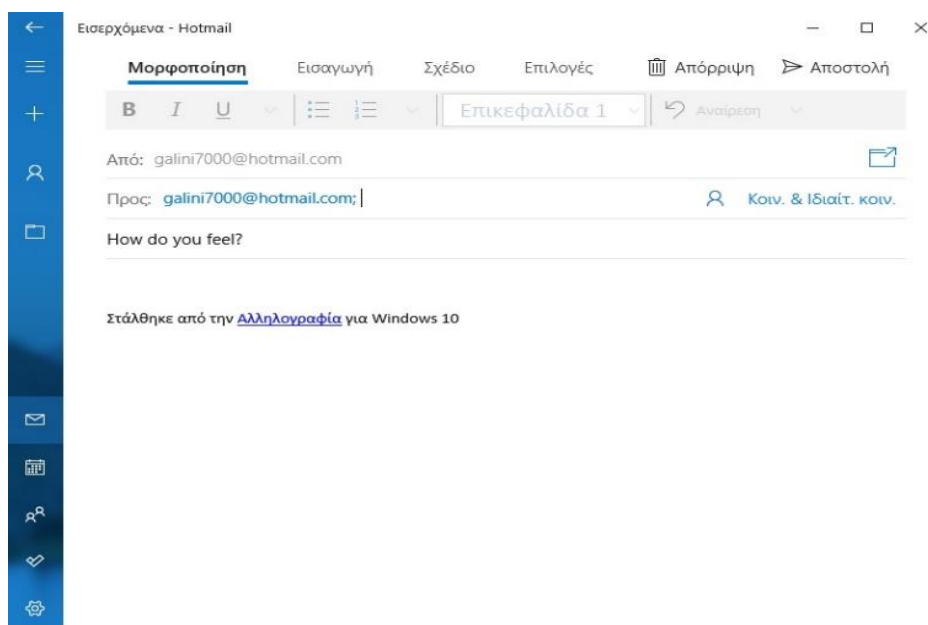 Εισερχόμενα - Hotmail
Μορφοποίηση Εισαγωγή Σχέδιο Επιλογές Απόρριψη Αποστολή
B I U Επικεφαλίδα 1 Αναίρεση
Από: galini7000@hotmail.com
Προς: galini7000@hotmail.com; Κοιν. & Ιδιαίτ. κοιν.
How do you feel?
Στάλθηκε από την Αλληλογραφία για Windows 10